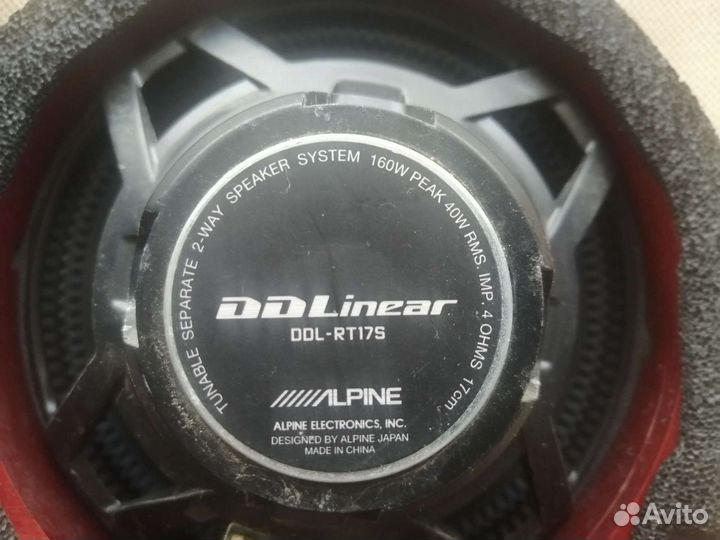 TUNABLE SEPARATE 2-WAY SPEAKER SYSTEM 160W PEAK 40W RMS. IMP. 4 OHMS 17cm
DDLinear
DDL-RT17S
/////ALPINE
ALPINE ELECTRONICS, INC.
DESIGNED BY ALPINE JAPAN
MADE IN CHINA
Avito